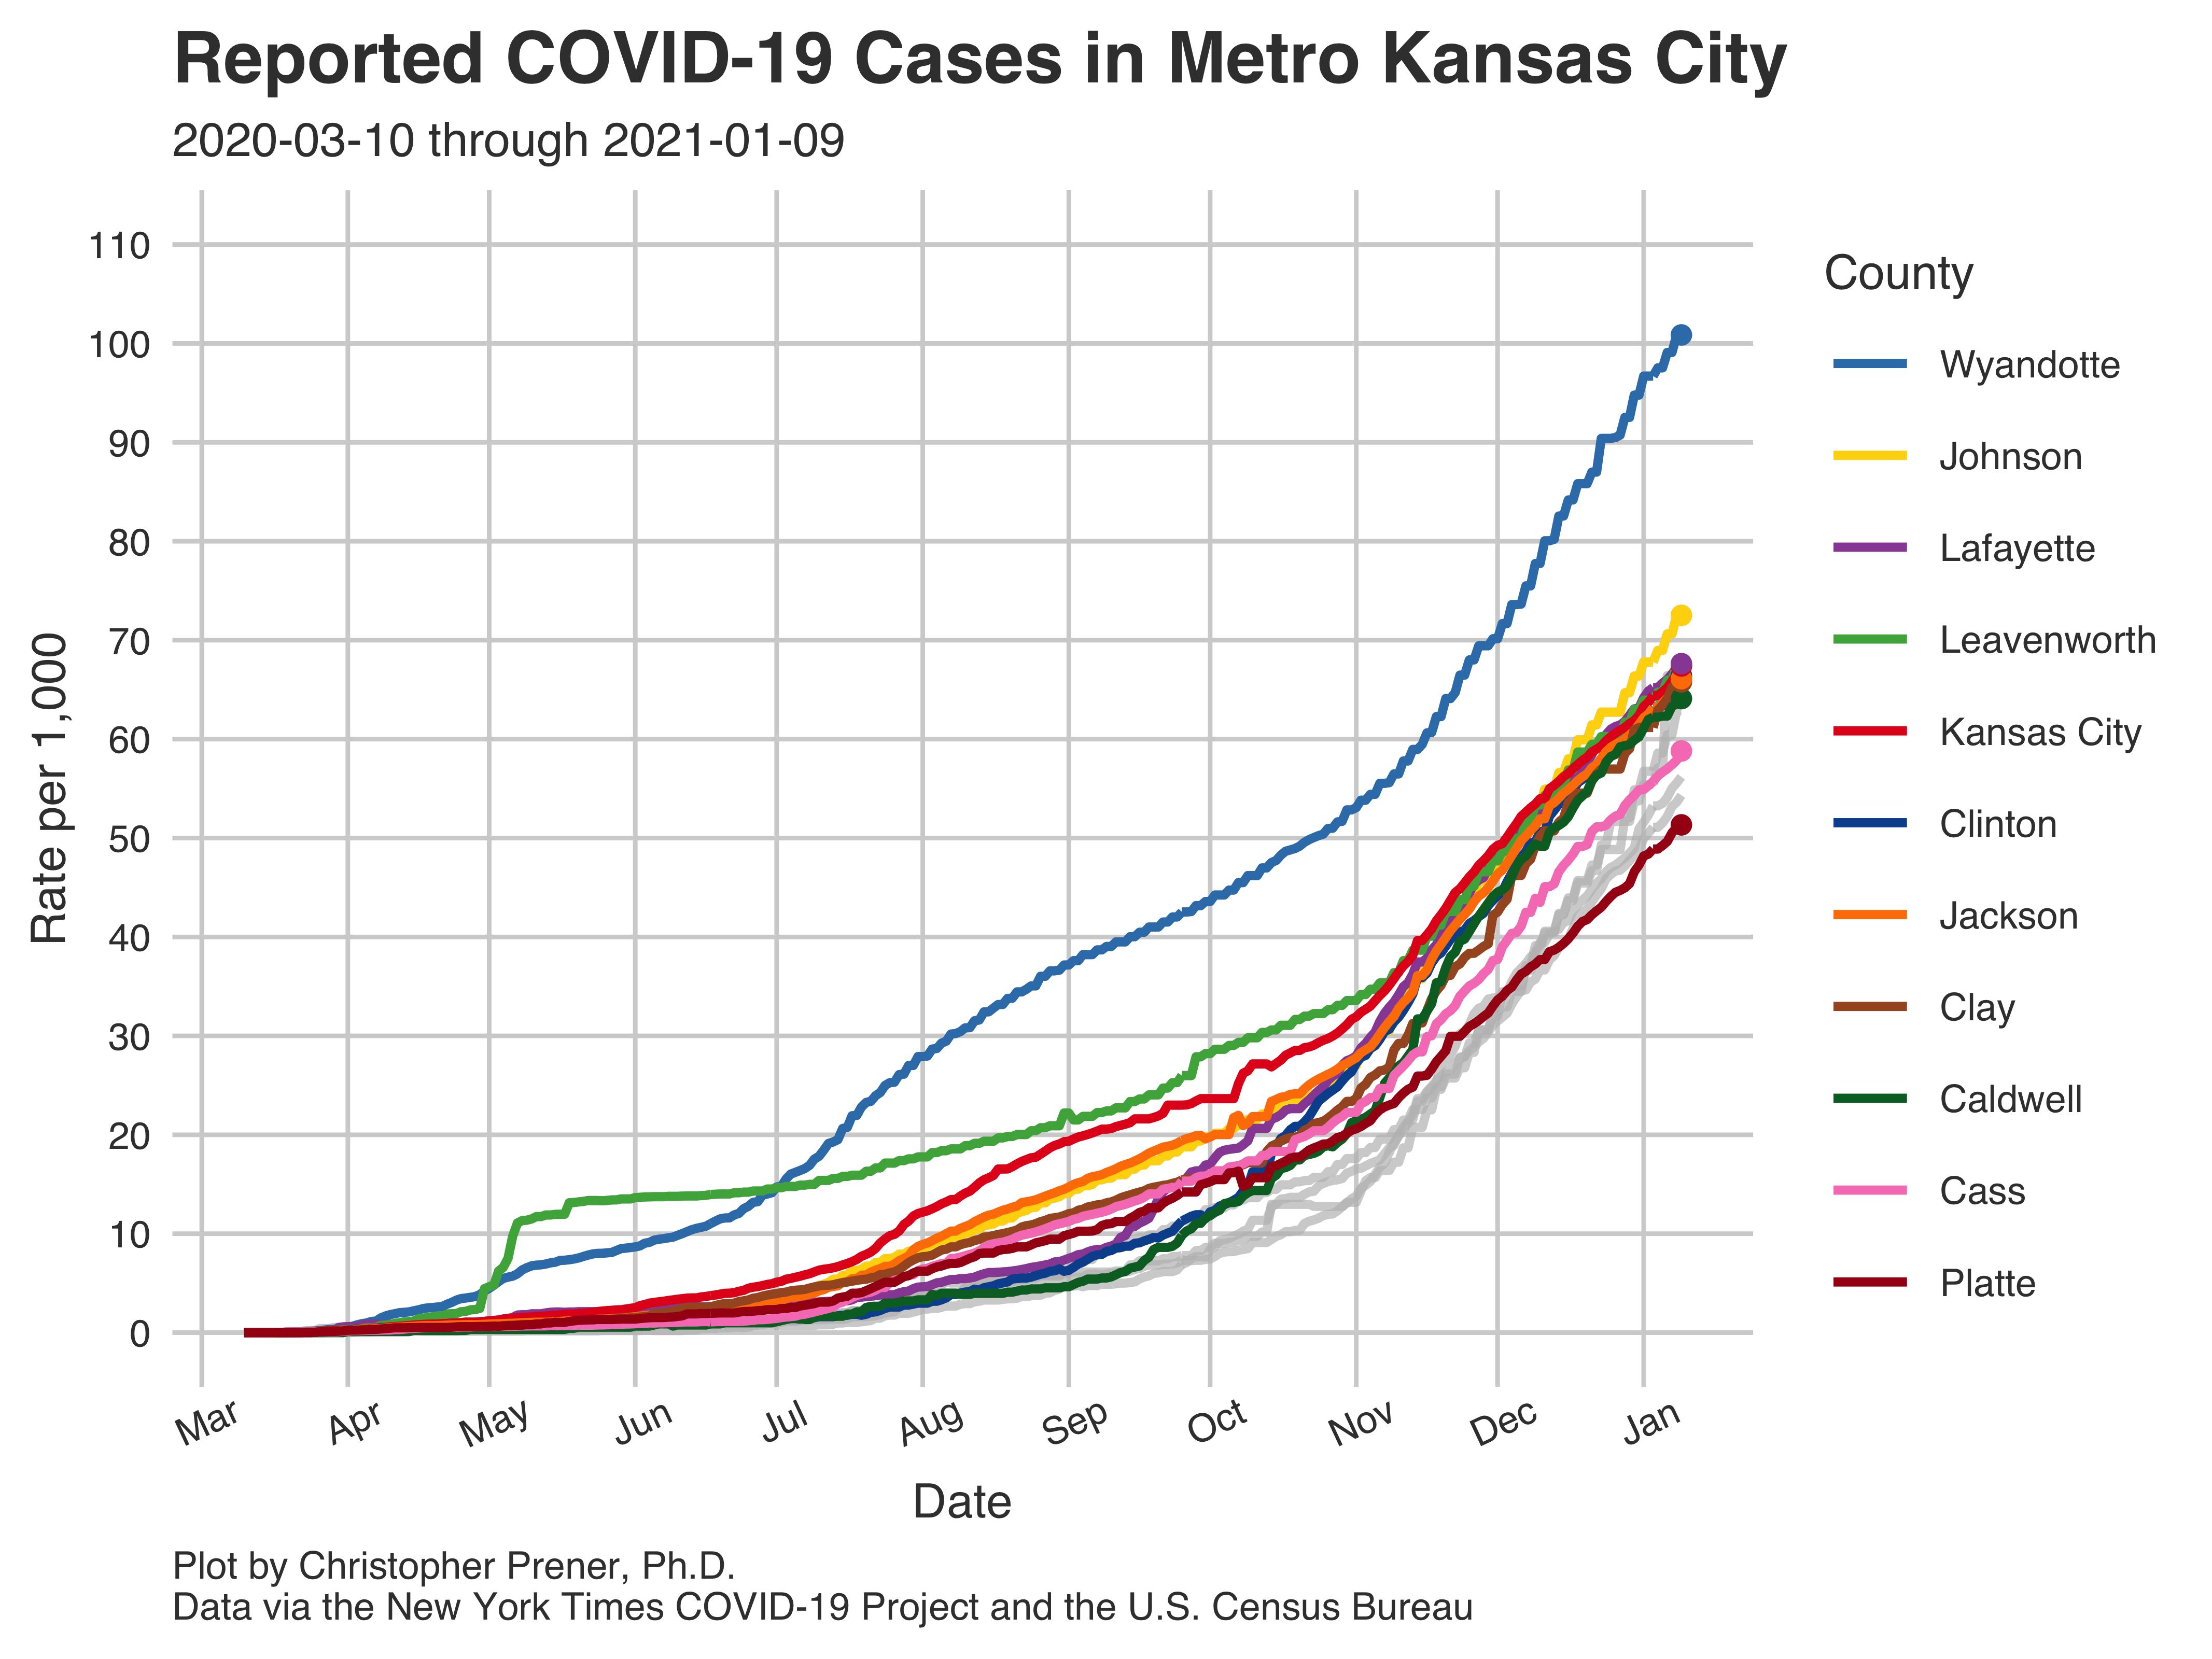 Reported COVID-19 Cases in Metro Kansas City
2020-03-10 through 2021-01-09
Rate per 1,000
110
100
90
80
70
60
50
40
30
20
10
0
Mar
Apr
May
Jun
Jul
Aug
Sep
Oct
Nov
Dec
Jan
Date
County
Wyandotte
Johnson
Lafayette
Leavenworth
Kansas City
Clinton
Jackson
Clay
Caldwell
Cass
Platte
Plot by Christopher Prener, Ph.D.
Data via the New York Times COVID-19 Project and the U.S. Census Bureau